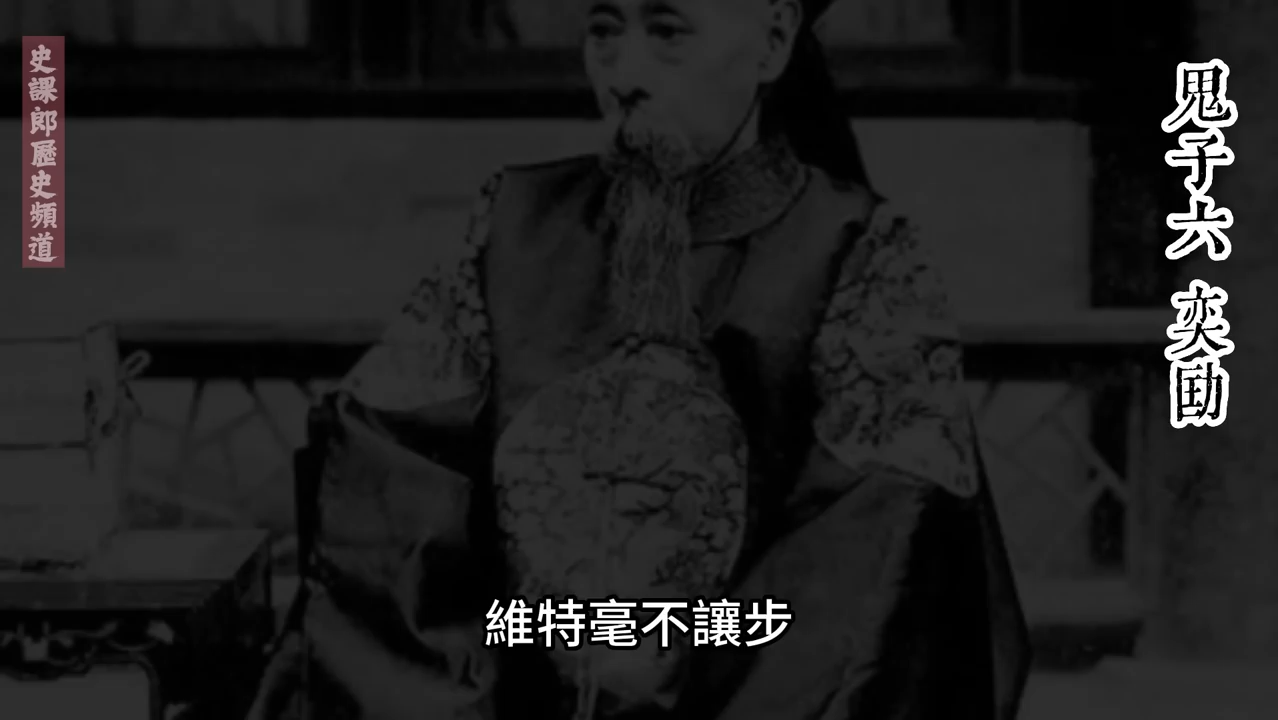 史課郎歷史頻道
鬼子六 奕劻
維特毫不讓步